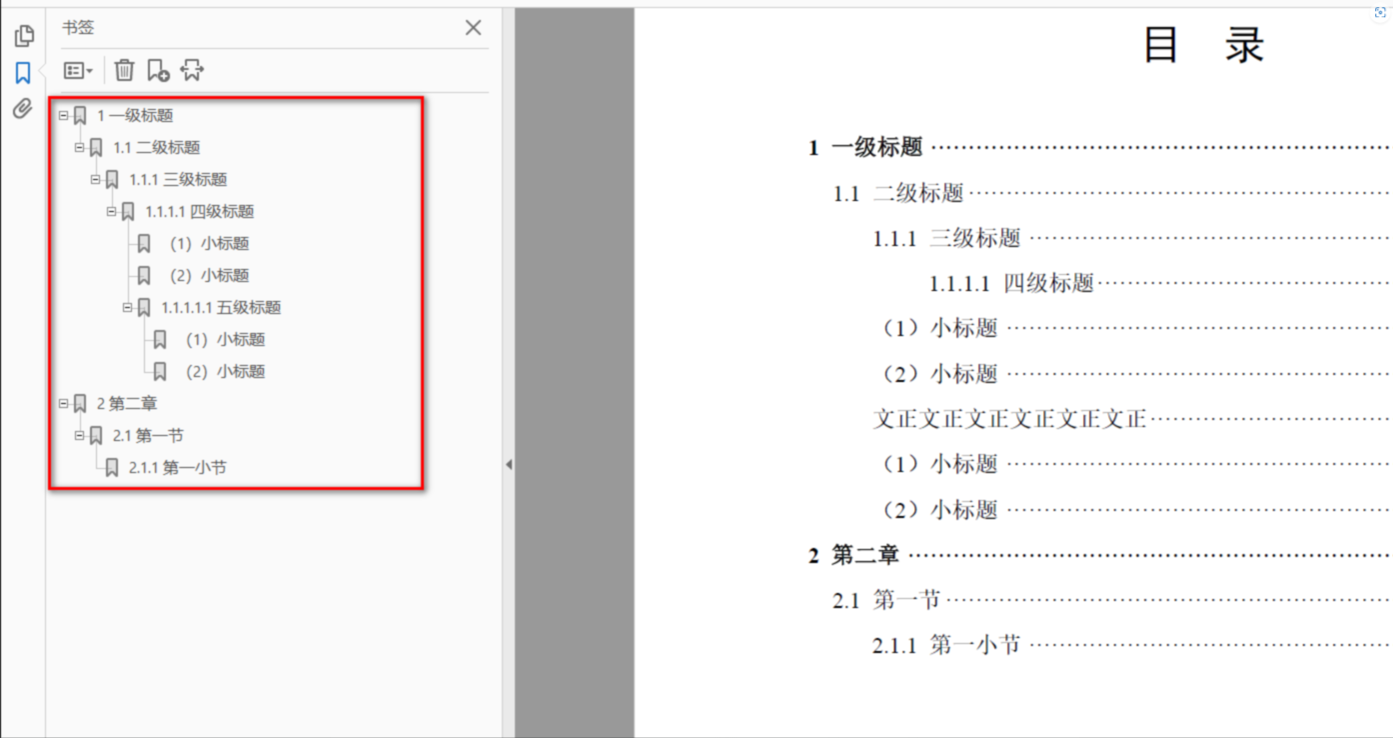 书签
1 一级标题
1.1 二级标题
1.1.1 三级标题
1.1.1.1 四级标题
（1）小标题
（2）小标题
1.1.1.1.1 五级标题
（1）小标题
（2）小标题
2 第二章
2.1 第一节
2.1.1 第一小节
目 录
1 一级标题
1.1 二级标题
1.1.1 三级标题
1.1.1.1 四级标题
（1）小标题
（2）小标题
文正文正文正文正文正文正
（1）小标题
（2）小标题
2 第二章
2.1 第一节
2.1.1 第一小节